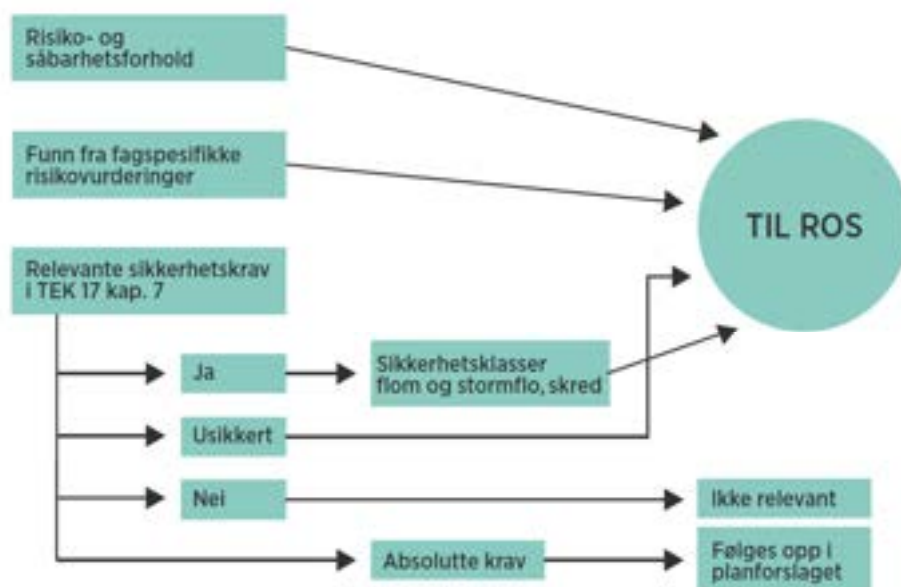 Risiko- og
såbarhetsforhold
Funn fra fagspesifikke
risikovurderinger
TIL ROS
Relevante sikkerhetskrav
i TEK 17 kap. 7
Ja
Sikkerhetsklasser
flom og stormflo, skred
Usikkert
Nei
Ikke relevant
Absolutte krav
Følges opp i
planforslaget